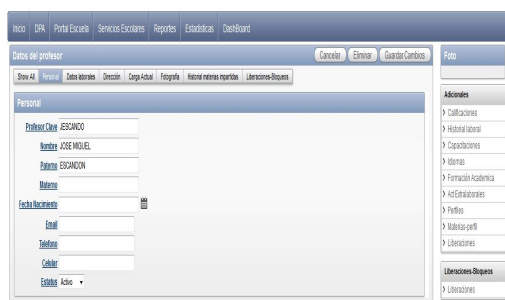 Inicio DPA Portal Escuela Servicios Escolares Reportes Estadisticas DashBoard
Datos del profesor Cancelar Eliminar Guardar Cambios
Show All Personal Datos laborales Dirección Carga Actual Fotografia Historial materias impartidas Liberaciones-Bloqueos
Personal
Profesor Clave JESCANDO
Nombre JOSE MIGUEL
Paterno ESCANDON
Materno
Fecha Nacimiento
Email
Telefono
Celular
Estatus Activo
Foto
Adicionales
> Calificaciones
> Historial laboral
> Capacitaciones
> Idiomas
> Formación Academica
> Act Extralaborales
> Perfiles
> Materias-perfil
> Liberaciones
Liberaciones-Bloqueos
> Liberaciones